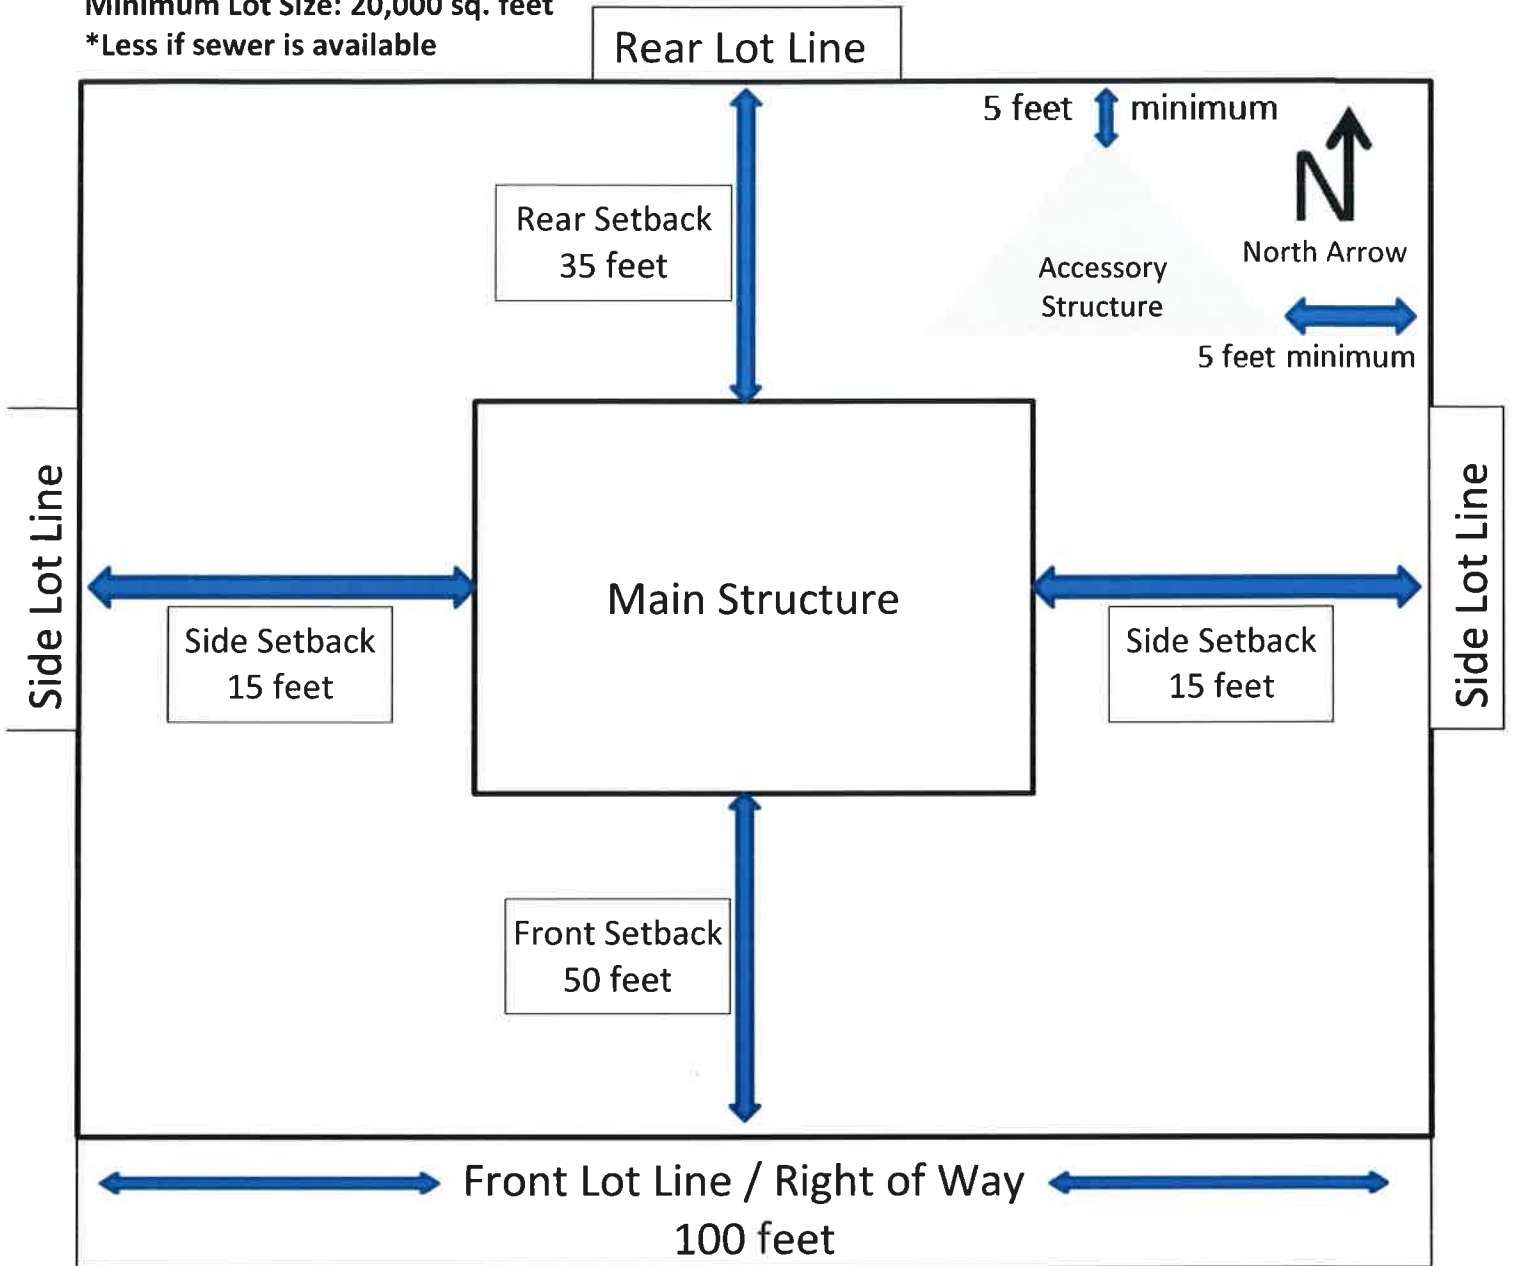 Minimum Lot Size: 20,000 sq. feet
*Less if sewer is available
Rear Lot Line
5 feet minimum
N
North Arrow
Rear Setback
35 feet
Accessory
Structure
5 feet minimum
Side Lot Line
Main Structure
Side Lot Line
Side Setback
15 feet
Side Setback
15 feet
Front Setback
50 feet
Front Lot Line / Right of Way
100 feet